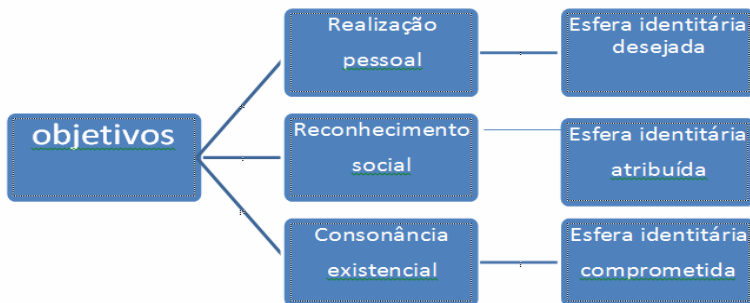 objetivos
Realização
pessoal
Esfera identitária
desejada
Reconhecimento
social
Esfera identitária
atribuída
Consonância
existencial
Esfera identitária
comprometida